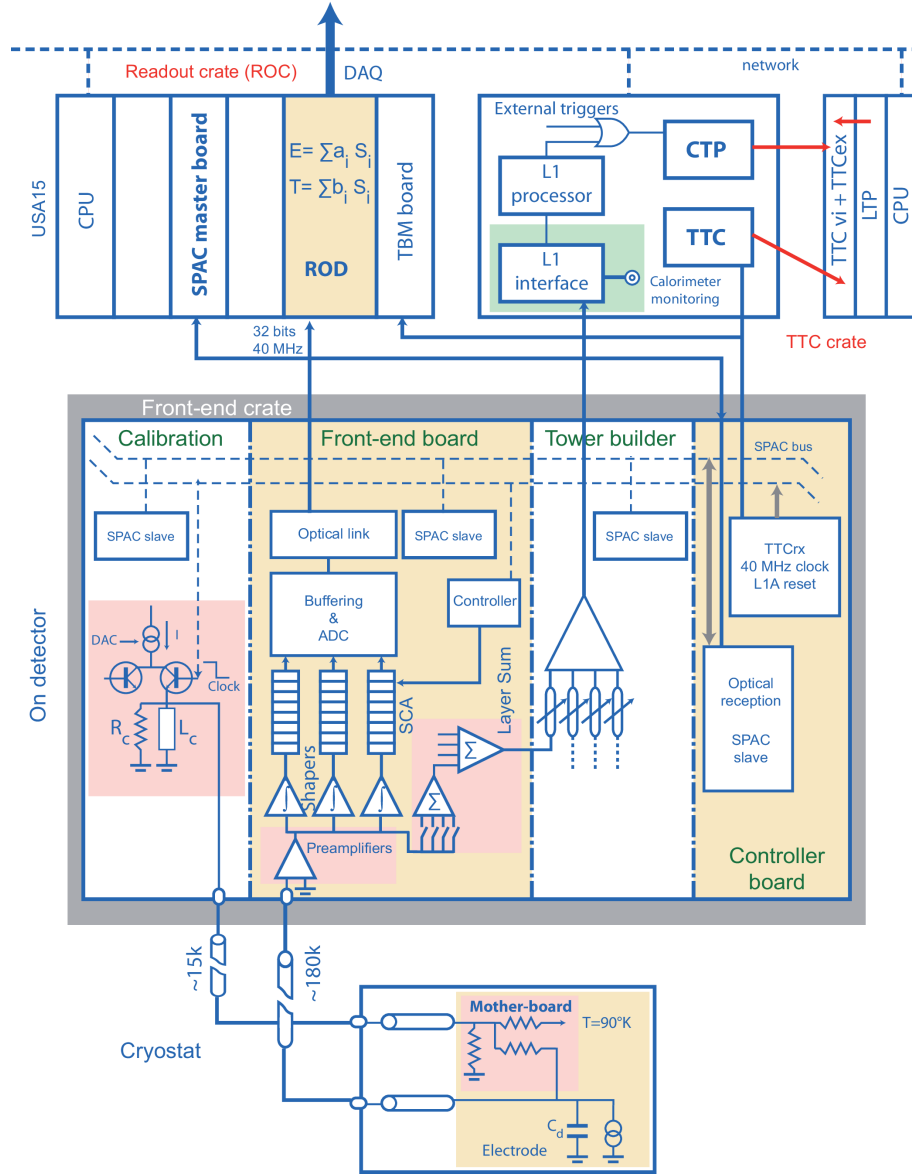 Readout crate (ROC)
DAQ
network
USA15
CPU
SPAC master board
E= ∑a_i S_i
T= ∑b_i S_i
ROD
TBM board
External triggers
CTP
L1
processor
TTC
L1
interface
Calorimeter
monitoring
TTC vi + TTCex
LTP
CPU
TTC crate
32 bits
40 MHz
Front-end crate
Calibration
Front-end board
Tower builder
SPAC bus
SPAC slave
Optical link
SPAC slave
SPAC slave
TTCrx
40 MHz clock
L1A reset
Buffering
&
ADC
Controller
On detector
DAC
I
Clock
R_c
L_c
SCA
Layer Sum
Optical
reception
SPAC
slave
Shapers
∑
∑
∫
∫
∫
Preamplifiers
Controller
board
~15k
~180k
Cryostat
Mother-board
T=90°K
C_d
Electrode